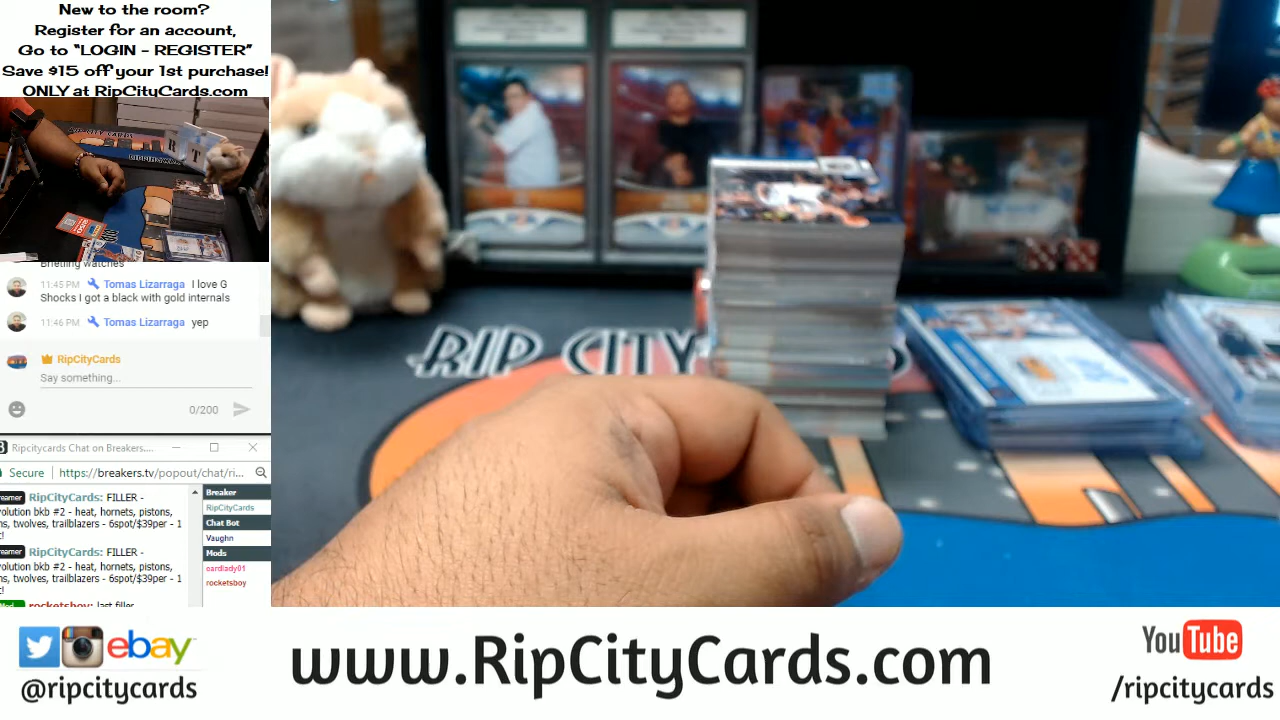 New to the room?
Register for an account,
Go to "LOGIN - REGISTER"
Save $15 off your 1st purchase!
ONLY at RipCityCards.com
Breitling watches
11:45 PM Tomas Lizarraga I love G
Shocks I got a black with gold internals
11:46 PM Tomas Lizarraga yep
RipCityCards
Say something...
0/200
Ripcitycards Chat on Breakers....
Secure https://breakers.tv/popout/chat/ri...
RipCityCards: FILLER -
volution bkb #2 - heat, hornets, pistons,
ns, twolves, trailblazers - 6spot/$39per - 1
RipCityCards: FILLER -
volution bkb #2 - heat, hornets, pistons,
ns, twolves, trailblazers - 6spot/$39per - 1
rocketsboy: last filler
Breaker
RipCityCards
Chat Bot
Vaughn
Mods
cardlady01
rocketsboy
RIP CITY
ebay
@ripcitycards
www.RipCityCards.com
YouTube
/ripcitycards